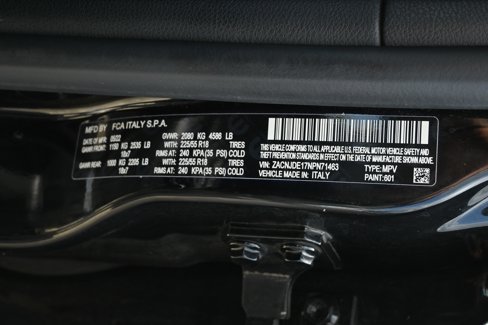 MFD BY    FCA ITALY S.P.A.
DATE OF MFR    05/22    GVWR: 2080 KG 4586 LB
GAWR FRONT: 1150 KG 2535 LB WITH: 225/55 R18 TIRES
18x7 RIMS AT: 240 KPA (35 PSI) COLD
GAWR REAR: 1000 KG 2205 LB WITH: 225/55 R18 TIRES
18x7 RIMS AT: 240 KPA (35 PSI) COLD
THIS VEHICLE CONFORMS TO ALL
APPLICABLE U.S. FEDERAL MOTOR VEHICLE SAFETY AND
THEFT PREVENTION STANDARDS IN EFFECT ON THE DATE OF MANUFACTURE SHOWN ABOVE
VIN: ZACNJDE17NPN71463 TYPE: MPV
VEHICLE MADE IN: ITALY PAINT: 601